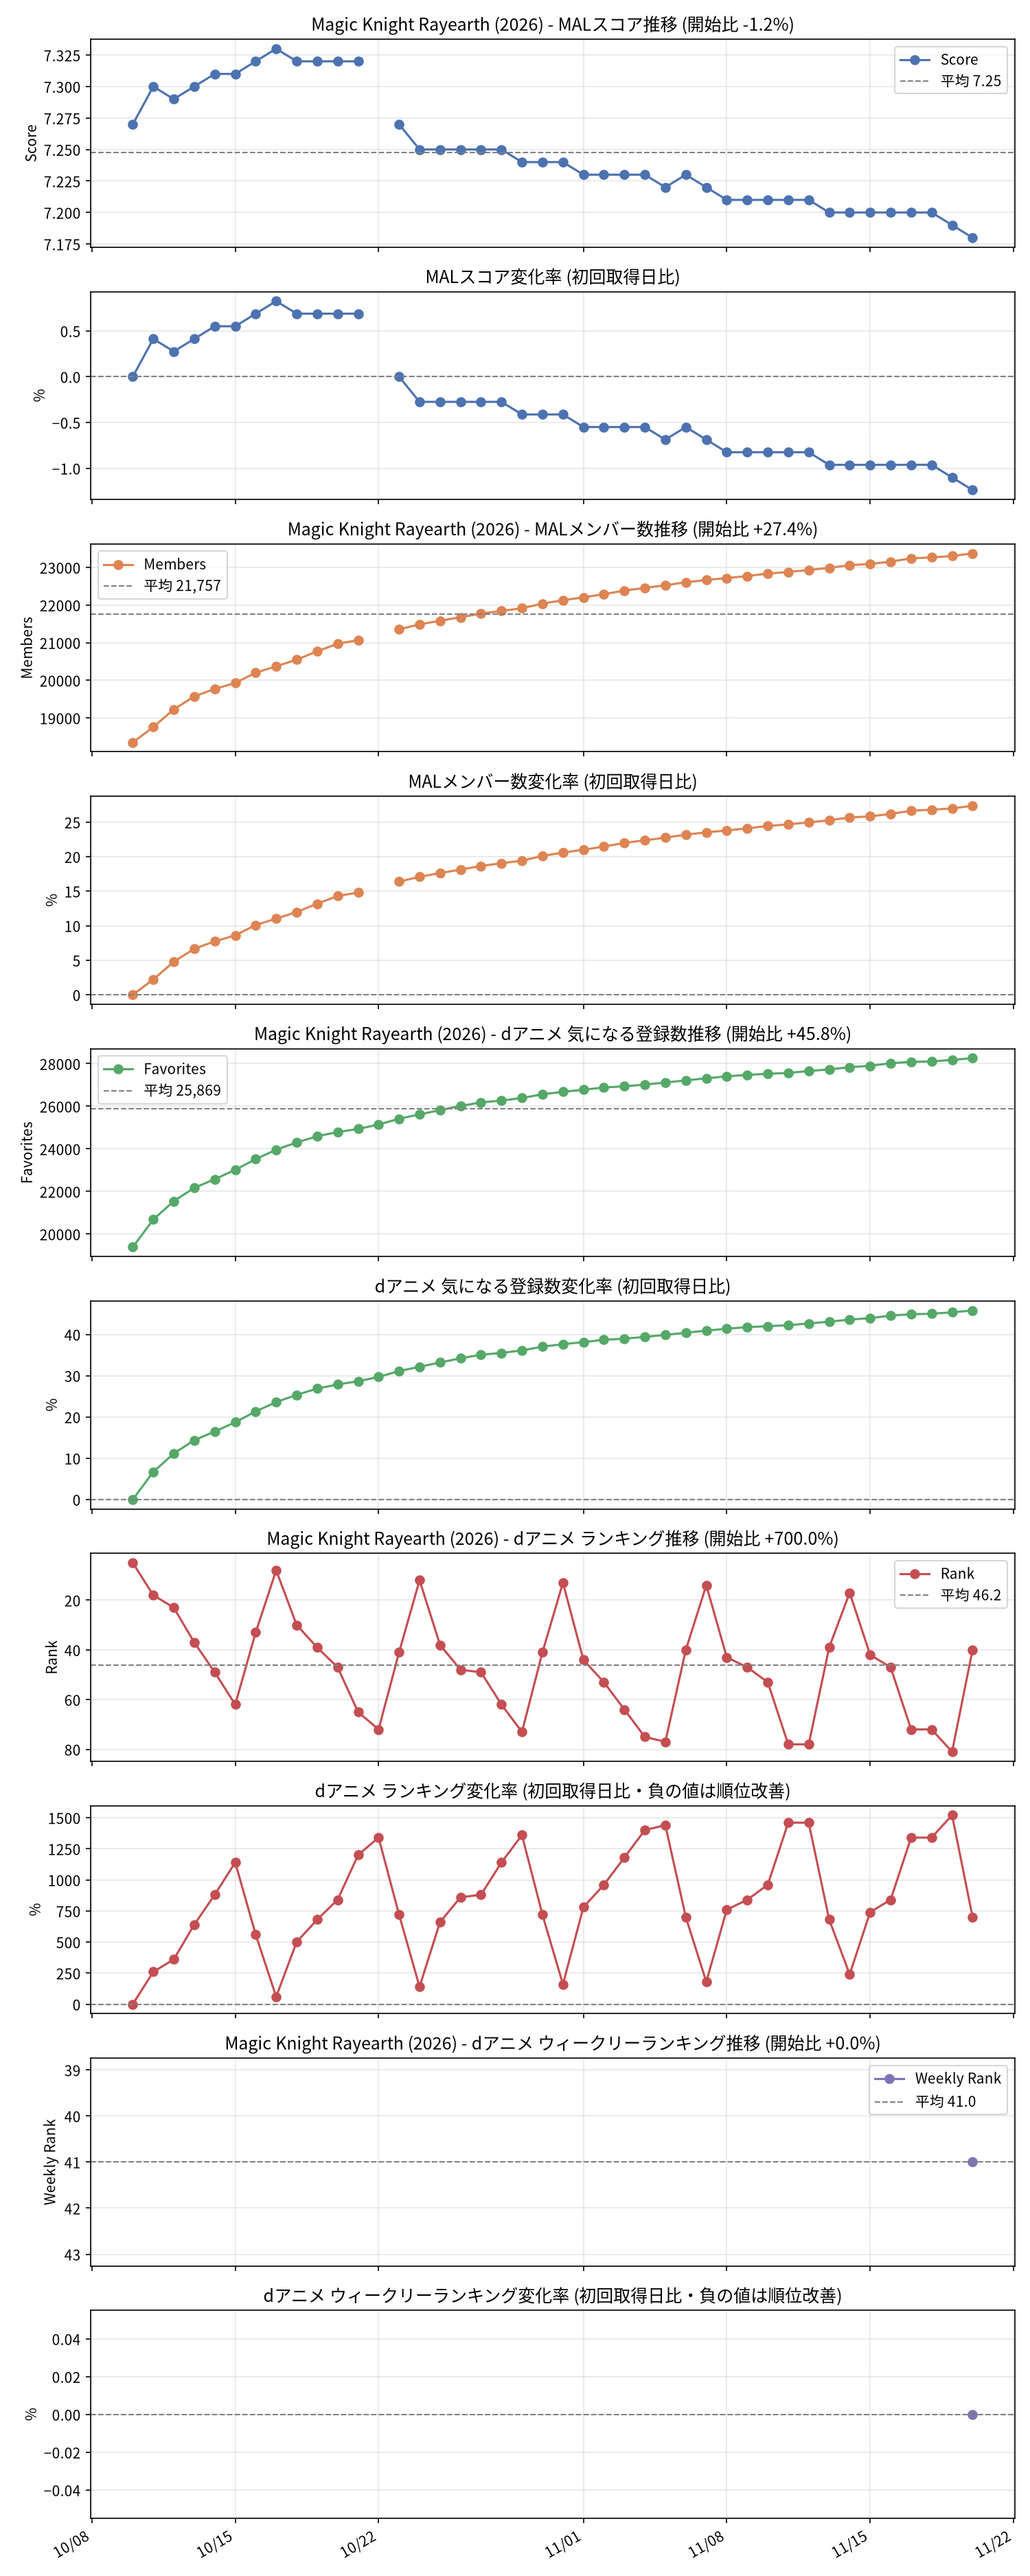 Magic Knight Rayearth (2026) - MALスコア推移 (開始比 -1.2%)
7.325
7.300
7.275
7.250
7.225
7.200
7.175
Score
Score
平均 7.25
MALスコア変化率 (初回取得日比)
0.5
0.0
−0.5
−1.0
%
Magic Knight Rayearth (2026) - MALメンバー数推移 (開始比 +27.4%)
23000
22000
21000
20000
19000
Members
Members
平均 21,757
MALメンバー数変化率 (初回取得日比)
25
20
15
10
5
0
%
Magic Knight Rayearth (2026) - dアニメ 気になる登録数推移 (開始比 +45.8%)
28000
26000
24000
22000
20000
Favorites
Favorites
平均 25,869
dアニメ 気になる登録数変化率 (初回取得日比)
40
30
20
10
0
%
Magic Knight Rayearth (2026) - dアニメ ランキング推移 (開始比 +700.0%)
20
40
60
80
Rank
Rank
平均 46.2
dアニメ ランキング変化率 (初回取得日比・負の値は順位改善)
1500
1250
1000
750
500
250
0
%
Magic Knight Rayearth (2026) - dアニメ ウィークリーランキング推移 (開始比 +0.0%)
39
40
41
42
43
Weekly Rank
Weekly Rank
平均 41.0
dアニメ ウィークリーランキング変化率 (初回取得日比・負の値は順位改善)
0.04
0.02
0.00
−0.02
−0.04
%
10/08
10/15
10/22
11/01
11/08
11/15
11/22